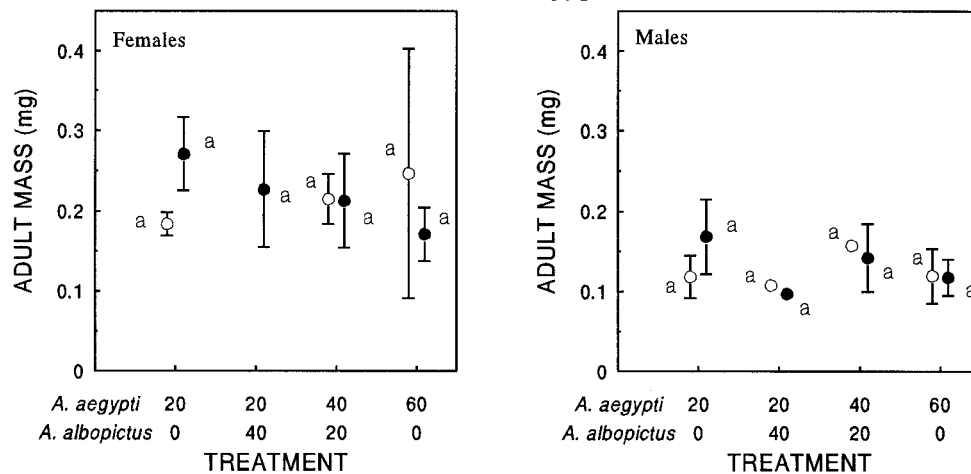 Females
ADULT MASS (mg)
0.4
0.3
0.2
0.1
0
a
a
a
a
a
a
a
A. aegypti 20 20 40 60
A. albopictus 0 40 20 0
TREATMENT
Males
ADULT MASS (mg)
0.4
0.3
0.2
0.1
0
a
a
a
a
a
a
a
a
20 20 40 60
0 40 20 0
TREATMENT